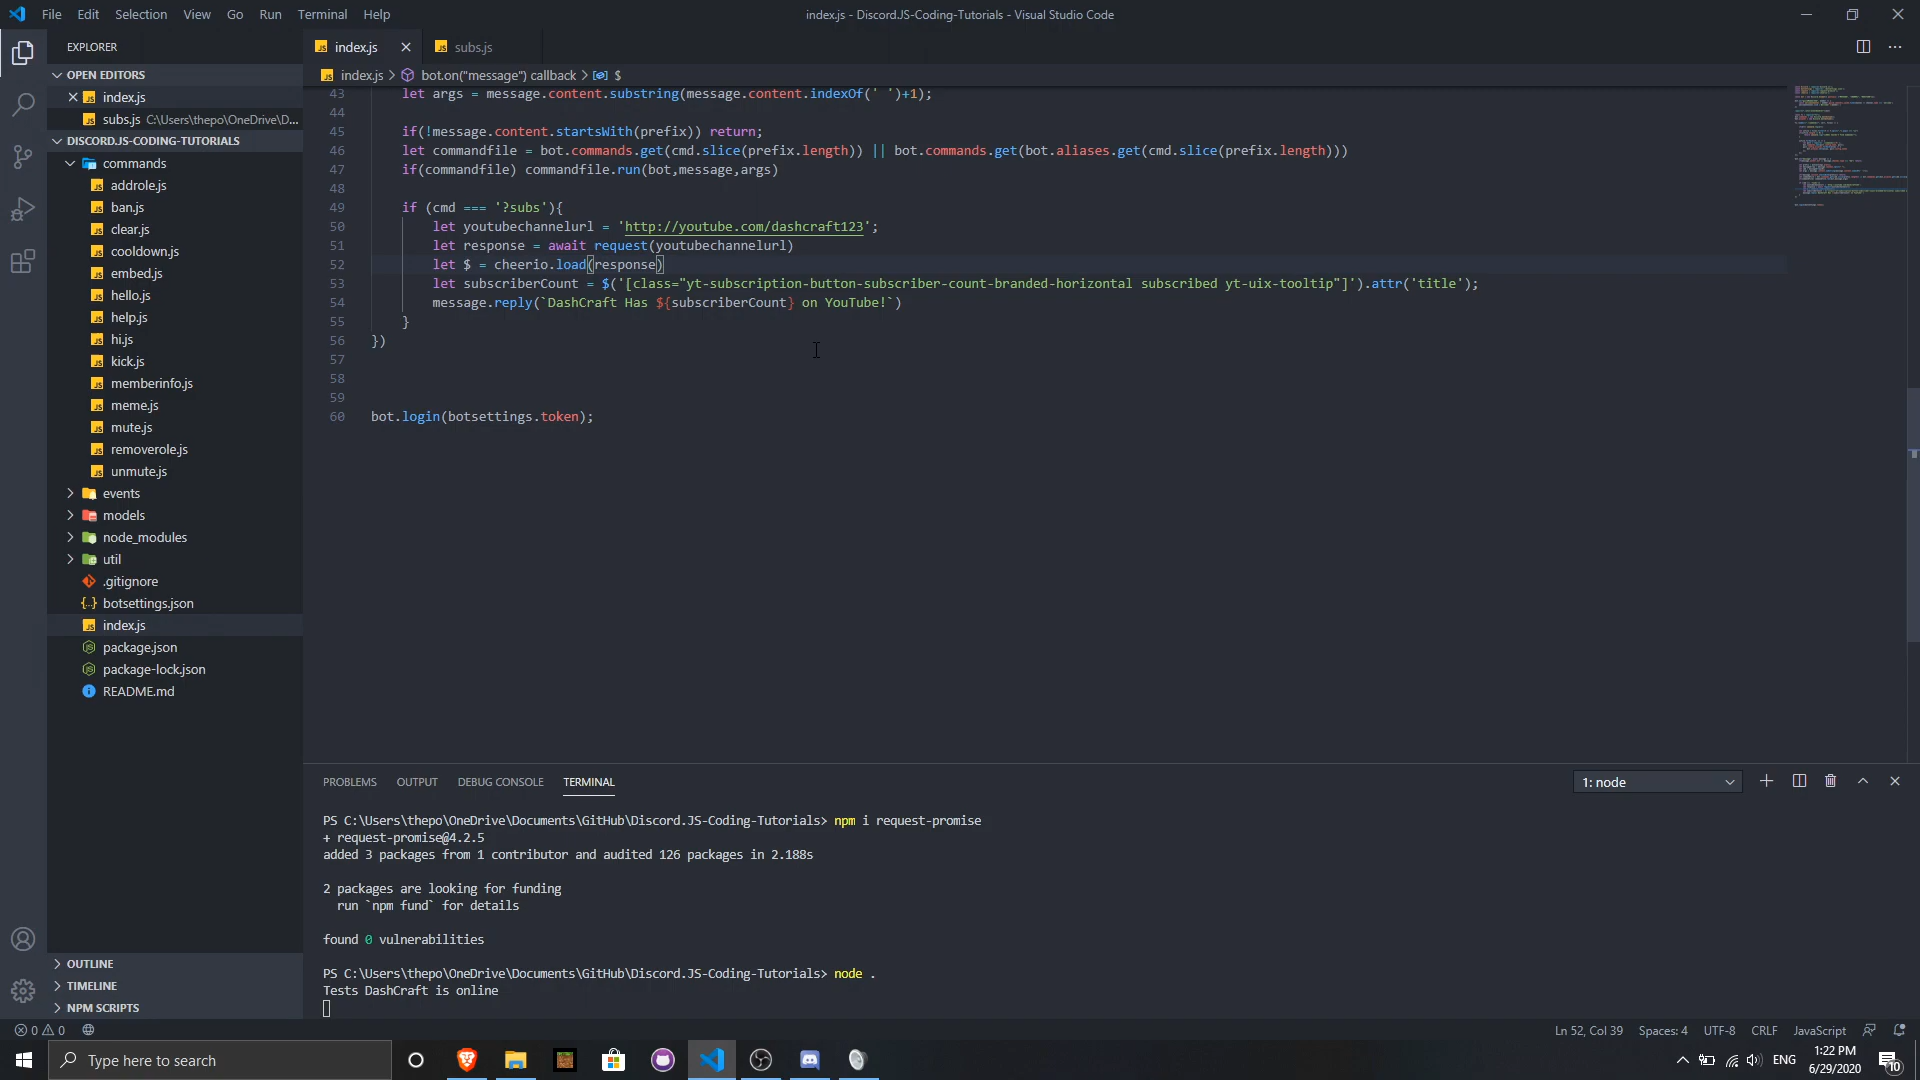 File Edit Selection View Go Run Terminal Help
index.js - Discord.JS-Coding-Tutorials - Visual Studio Code
EXPLORER
OPEN EDITORS
index.js
subs.js C:\Users\thepo\OneDrive\D...
DISCORD.JS-CODING-TUTORIALS
commands
addrole.js
ban.js
clear.js
cooldown.js
embed.js
hello.js
help.js
hi.js
kick.js
memberinfo.js
meme.js
mute.js
removerole.js
unmute.js
events
models
node_modules
util
.gitignore
botsettings.json
index.js
package.json
package-lock.json
README.md
OUTLINE
TIMELINE
NPM SCRIPTS
index.js subs.js
index.js > bot.on("message") callback > $
43 let args = message.content.substring(message.content.indexOf(' ')+1);
44
45 if(!message.content.startsWith(prefix)) return;
46 let commandfile = bot.commands.get(cmd.slice(prefix.length)) || bot.commands.get(bot.aliases.get(cmd.slice(prefix.length)))
47 if(commandfile) commandfile.run(bot,message,args)
48
49 if (cmd === '?subs'){
50 let youtubechannelurl = 'http://youtube.com/dashcraft123';
51 let response = await request(youtubechannelurl)
52 let $ = cheerio.load(response)
53 let subscriberCount = $('[class="yt-subscription-button-subscriber-count-branded-horizontal subscribed yt-uix-tooltip"]').attr('title');
54 message.reply(`DashCraft Has ${subscriberCount} on YouTube!`)
55 }
56 })
57
58
59
60 bot.login(botsettings.token);
PROBLEMS OUTPUT DEBUG CONSOLE TERMINAL
1: node
PS C:\Users\thepo\OneDrive\Documents\GitHub\Discord.JS-Coding-Tutorials> npm i request-promise
+ request-promise@4.2.5
added 3 packages from 1 contributor and audited 126 packages in 2.188s
2 packages are looking for funding
run `npm fund` for details
found 0 vulnerabilities
PS C:\Users\thepo\OneDrive\Documents\GitHub\Discord.JS-Coding-Tutorials> node .
Tests DashCraft is online
0 0
Ln 52, Col 39 Spaces: 4 UTF-8 CRLF JavaScript
Type here to search
ENG
1:22 PM
6/29/2020
10